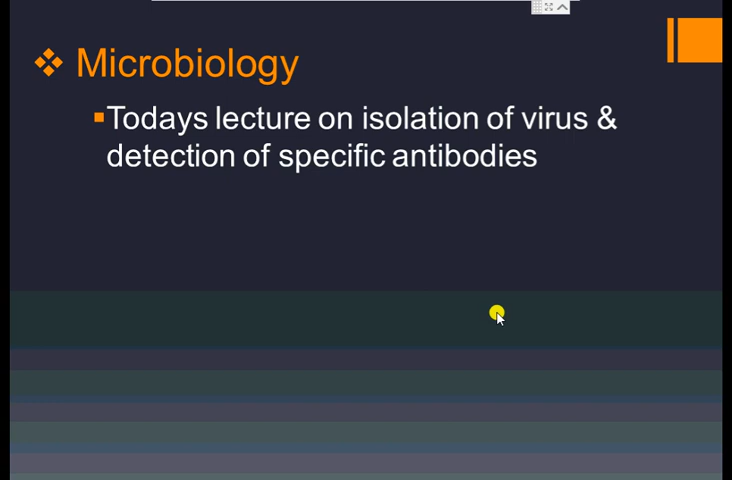 Microbiology
Todays lecture on isolation of virus &
detection of specific antibodies